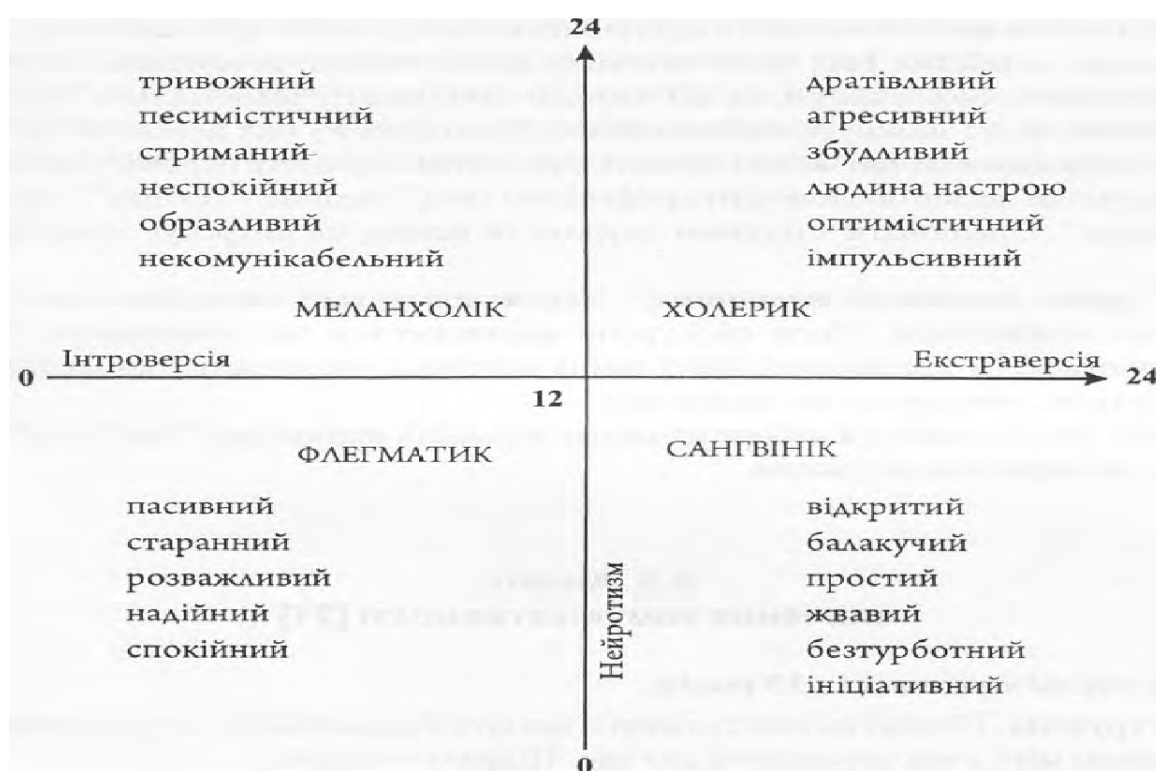 24
тривожний
песимістичний
стриманий
неспокійний
образливий
некомунікабельний
дратівливий
агресивний
збудливий
людина настрою
оптимістичний
імпульсивний
МЕЛАНХОЛІК
ХОЛЕРИК
Інтроверсія
Екстраверсія
0
12
24
ФЛЕГМАТИК
САНГВІНІК
пасивний
старанний
розважливий
надійний
спокійний
Нейротизм
відкритий
балакучий
простий
жвавий
безтурботний
ініціативний
0